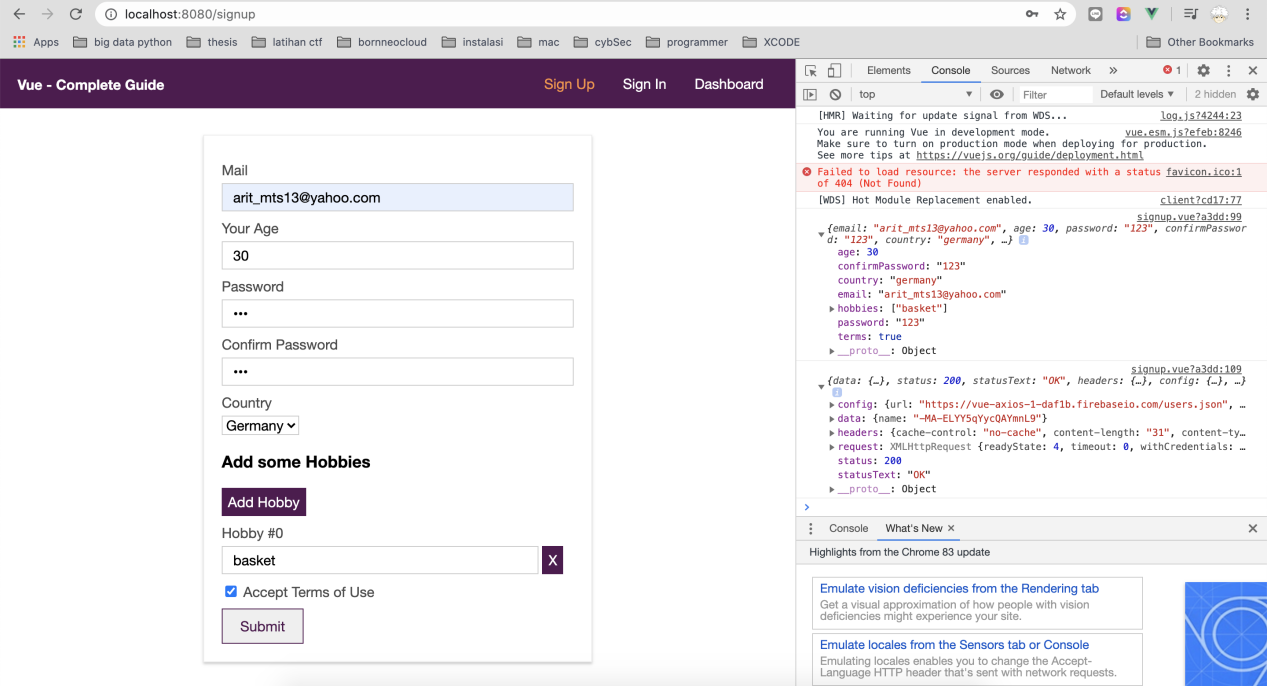 localhost:8080/signup
Apps big data python thesis latihan ctf bornneocloud instalasi mac cybSec programmer XCODE Other Bookmarks
Vue - Complete Guide Sign Up Sign In Dashboard
Mail
arit_mts13@yahoo.com
Your Age
30
Password
•••
Confirm Password
•••
Country
Germany
Add some Hobbies
Add Hobby
Hobby #0
basket X
Accept Terms of Use
Submit
Elements Console Sources Network » 1
top Filter Default levels ▼ 2 hidden
[HMR] Waiting for update signal from WDS... log.js?4244:23
You are running Vue in development mode. vue.esm.js?efeb:8246
Make sure to turn on production mode when deploying for production.
See more tips at https://vuejs.org/guide/deployment.html
Failed to load resource: the server responded with a status favicon.ico:1
of 404 (Not Found)
[WDS] Hot Module Replacement enabled. client?cd17:77
signup.vue?a3dd:99
{email: "arit_mts13@yahoo.com", age: 30, password: "123", confirmPasswor
d: "123", country: "germany", …}
age: 30
confirmPassword: "123"
country: "germany"
email: "arit_mts13@yahoo.com"
hobbies: ["basket"]
password: "123"
terms: true
__proto__: Object
signup.vue?a3dd:109
{data: {…}, status: 200, statusText: "OK", headers: {…}, config: {…}, …}
config: {url: "https://vue-axios-1-daf1b.firebaseio.com/users.json", …
data: {name: "-MA-ELYY5qYycQAYmnL9"}
headers: {cache-control: "no-cache", content-length: "31", content-ty…
request: XMLHttpRequest {readyState: 4, timeout: 0, withCredentials: …
status: 200
statusText: "OK"
__proto__: Object
Console What's New ×
Highlights from the Chrome 83 update
Emulate vision deficiencies from the Rendering tab
Get a visual approximation of how people with vision
deficiencies might experience your site.
Emulate locales from the Sensors tab or Console
Emulating locales enables you to change the Accept-
Language HTTP header that's sent with network requests.